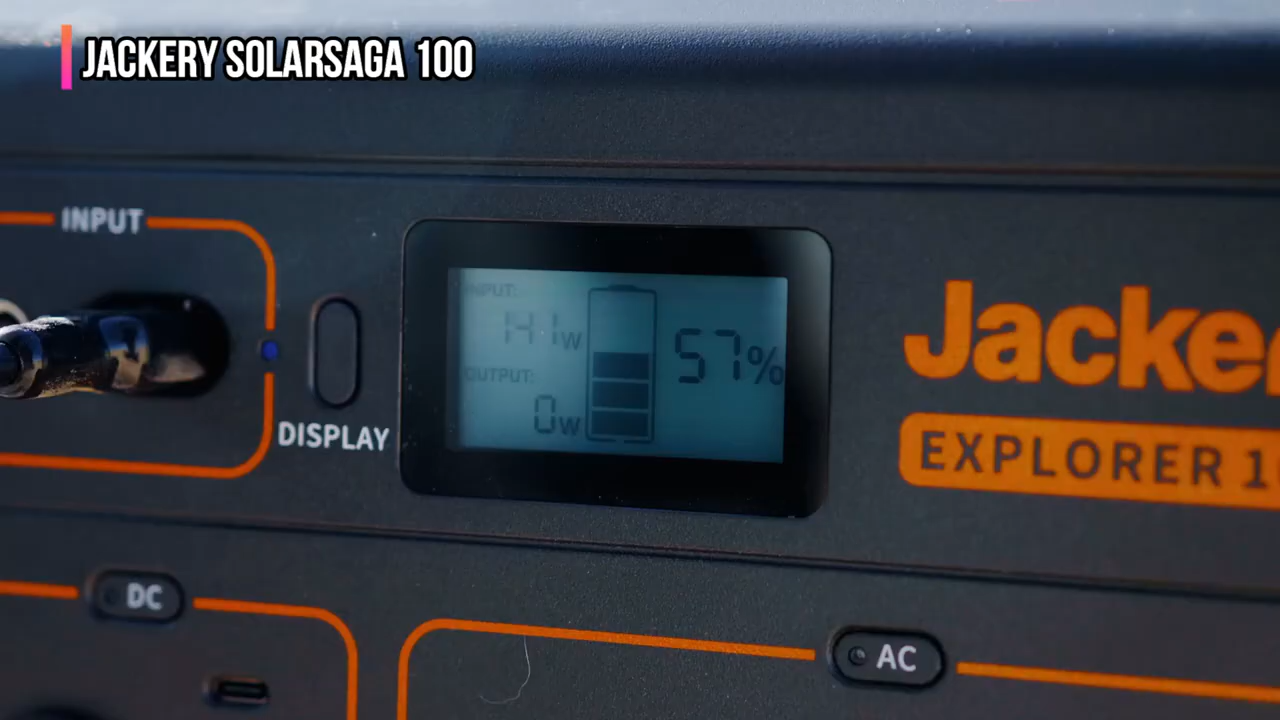 JACKERY SOLARSAGA 100
INPUT
DISPLAY
INPUT:
141W
OUTPUT:
0W
57%
Jacke
EXPLORER 1
DC
AC